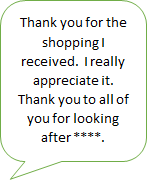 Thank you for the
shopping I
received. I really
appreciate it.
Thank you to all of
you for looking
after ****.